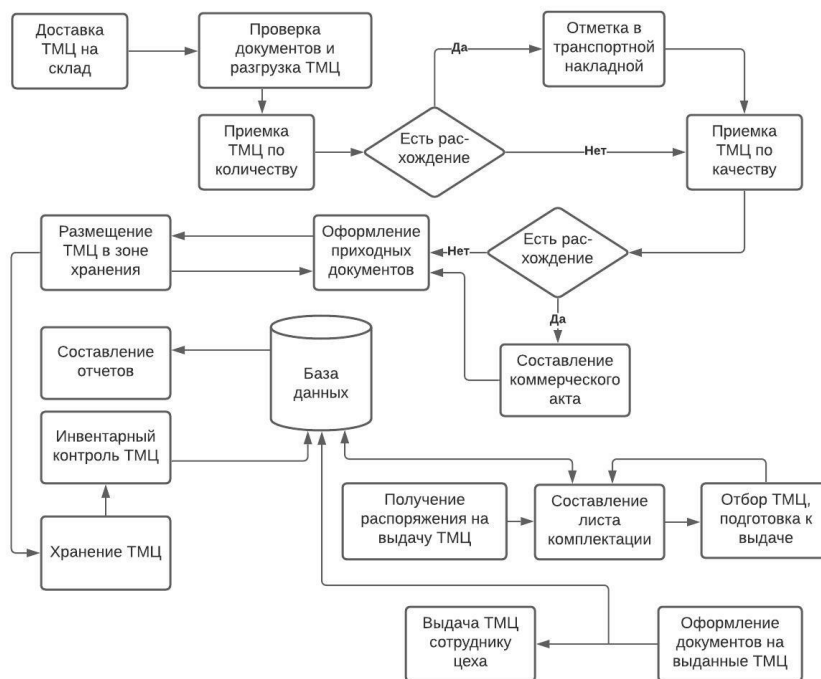 Доставка
ТМЦ на
склад
Проверка
документов и
разгрузка ТМЦ
Да
Отметка в
транспортной
накладной
Приемка
ТМЦ по
количеству
Есть рас-
хождение
Нет
Приемка
ТМЦ по
качеству
Размещение
ТМЦ в зоне
хранения
Оформление
приходных
документов
Нет
Есть рас-
хождение
Да
Составление
отчетов
База
данных
Составление
коммерческого
акта
Инвентарный
контроль ТМЦ
Хранение ТМЦ
Получение
распоряжения на
выдачу ТМЦ
Составление
листа
комплектации
Отбор ТМЦ,
подготовка к
выдаче
Выдача ТМЦ
сотруднику
цеха
Оформление
документов на
выданные ТМЦ